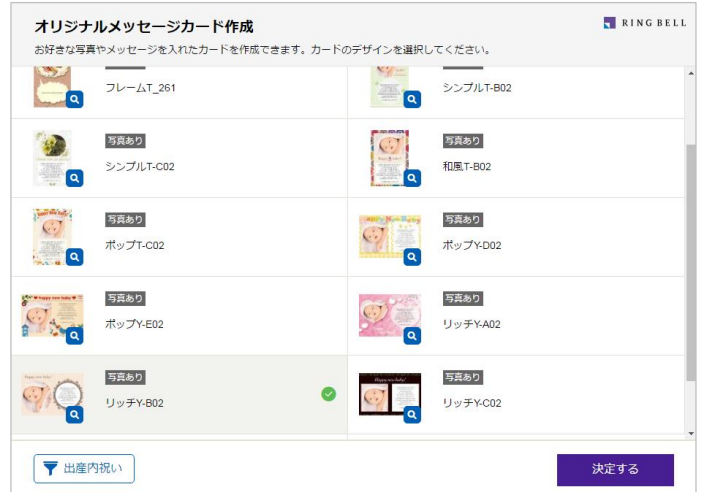 オリジナルメッセージカード作成
RING BELL
お好きな写真やメッセージを入れたカードを作成できます。カードのデザインを選択してください。
フレームT_261
シンプルT-B02
写真あり
シンプルT-C02
写真あり
和風T-B02
写真あり
ポップT-C02
写真あり
ポップY-D02
写真あり
ポップY-E02
写真あり
リッチY-A02
写真あり
リッチY-B02
写真あり
リッチY-C02
出産内祝い
決定する